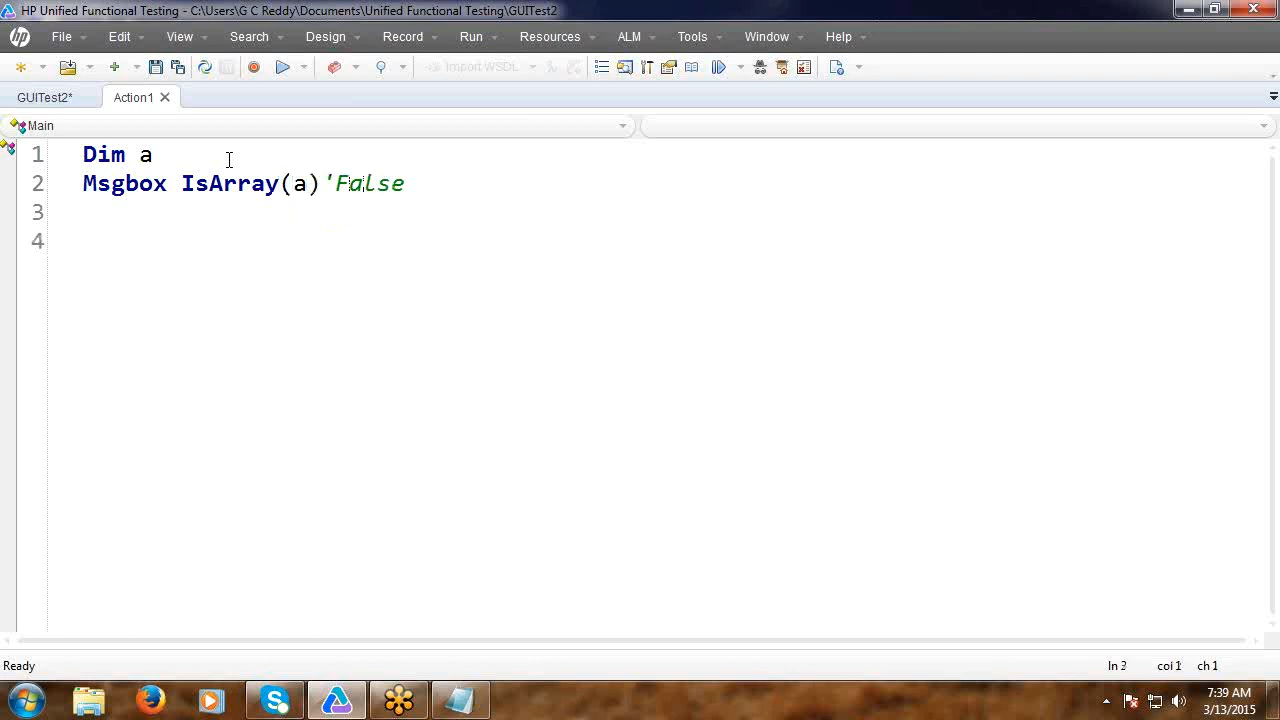 HP Unified Functional Testing - C:\Users\G C Reddy\Documents\Unified Functional Testing\GUITest2
hp File Edit View Search Design Record Run Resources ALM Tools Window Help
Import WSDL
GUITest2* Action1
Main
1 Dim a
2 Msgbox IsArray(a)'False
3
4
Ready ln 3 col 1 ch 1
7:39 AM
3/13/2015